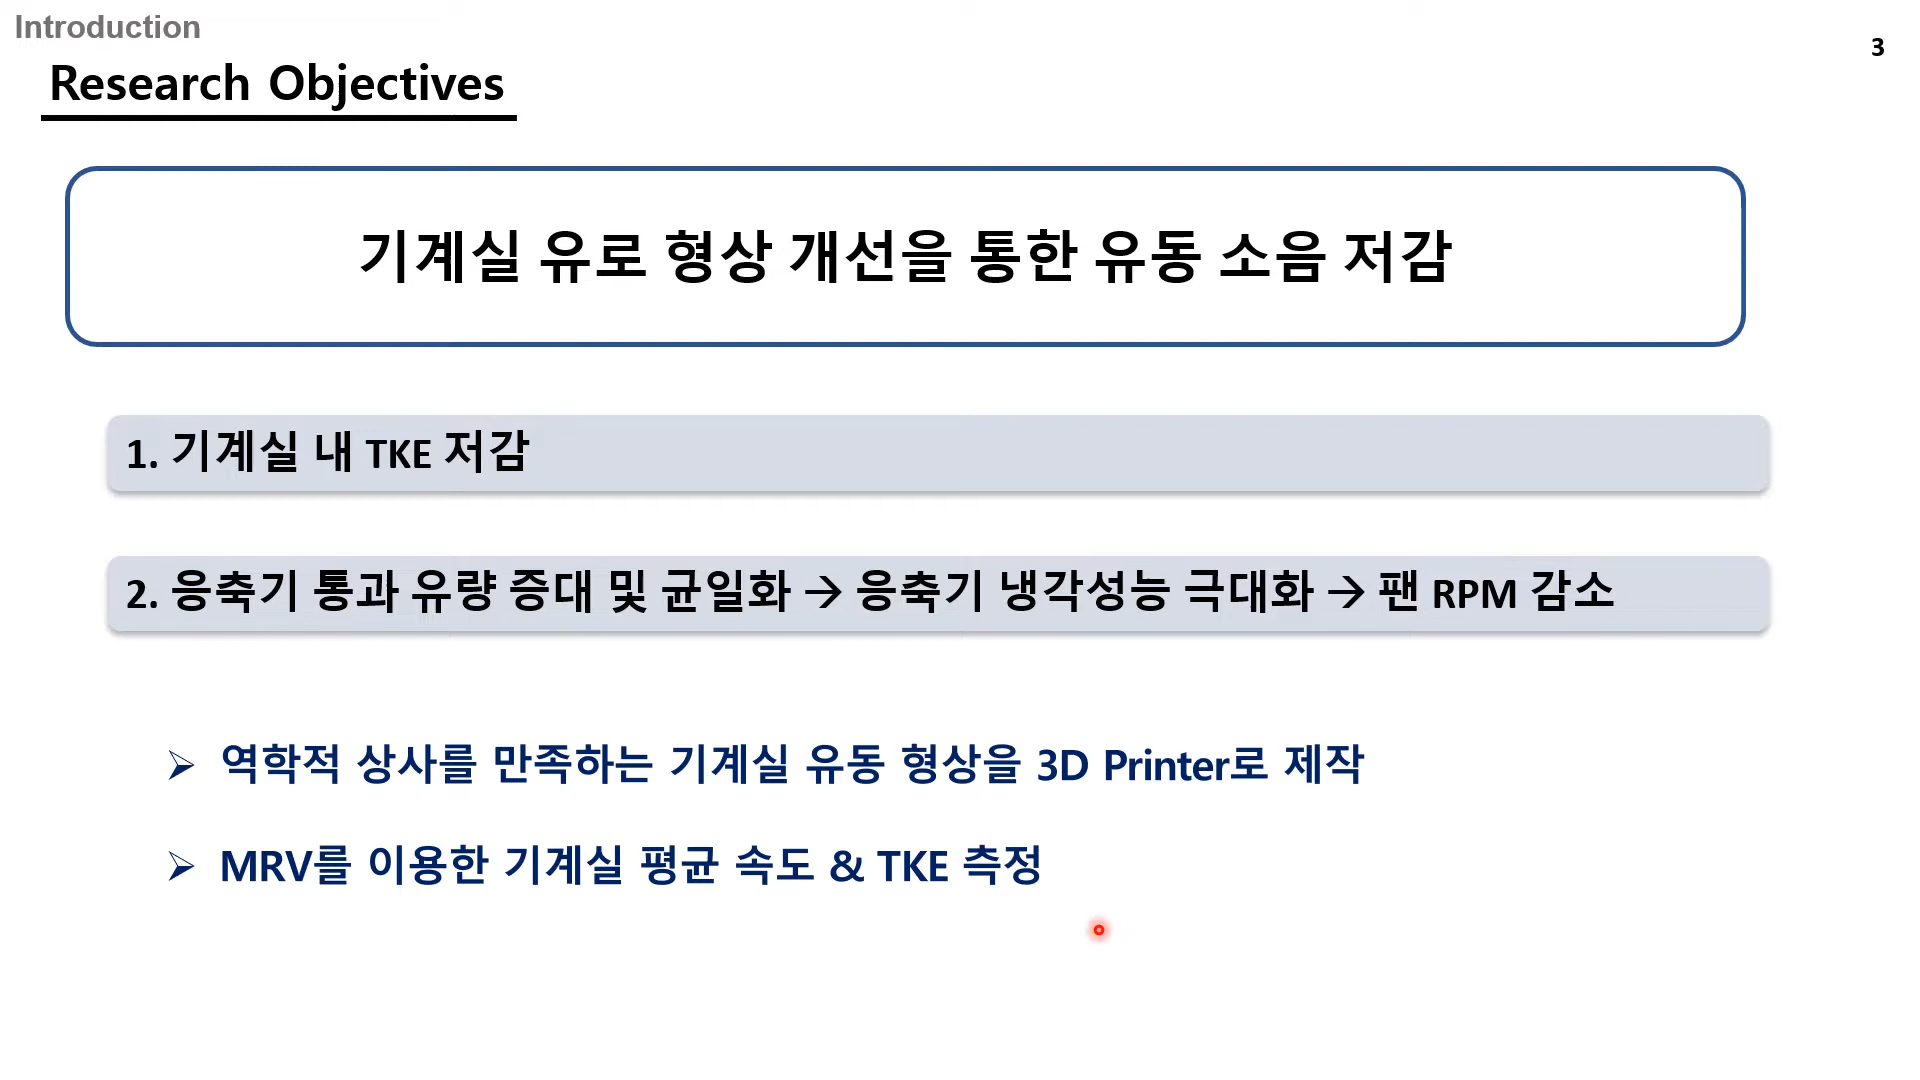 Introduction
3
Research Objectives
기계실 유로 형상 개선을 통한 유동 소음 저감
1. 기계실 내 TKE 저감
2. 응축기 통과 유량 증대 및 균일화 → 응축기 냉각성능 극대화 → 팬 RPM 감소
➢ 역학적 상사를 만족하는 기계실 유동 형상을 3D Printer로 제작
➢ MRV를 이용한 기계실 평균 속도 & TKE 측정